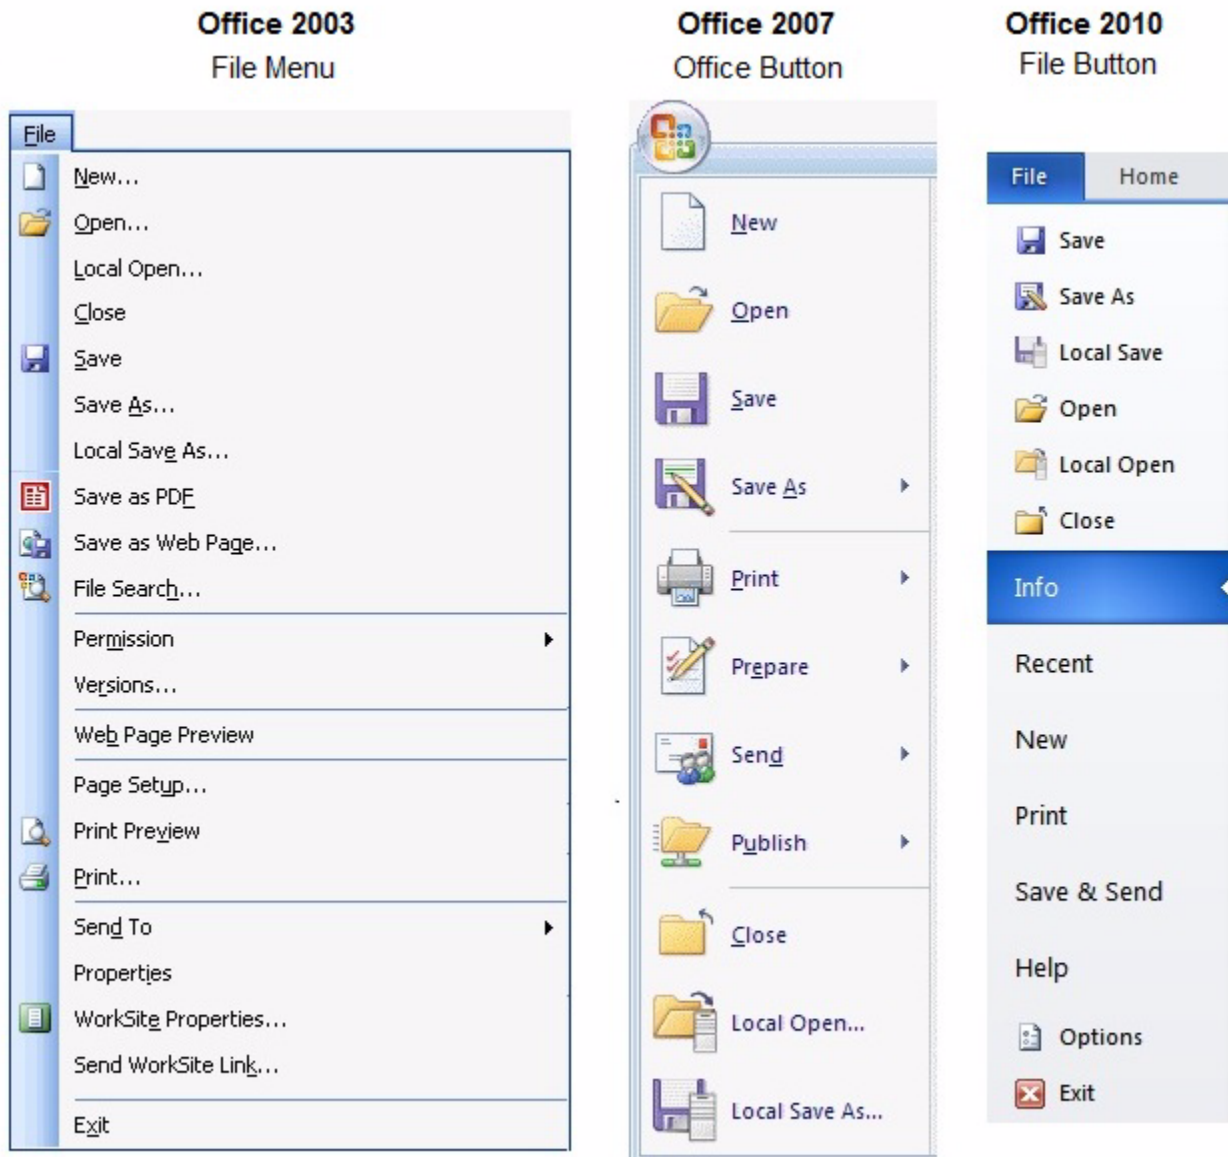 Office 2003
File Menu
File
New...
Open...
Local Open...
Close
Save
Save As...
Local Save As...
Save as PDF
Save as Web Page...
File Search...
Permission
Versions...
Web Page Preview
Page Setup...
Print Preview
Print...
Send To
Properties
WorkSite Properties...
Send WorkSite Link...
Exit
Office 2007
Office Button
New
Open
Save
Save As
Print
Prepare
Send
Publish
Close
Local Open...
Local Save As...
Office 2010
File Button
File Home
Save
Save As
Local Save
Open
Local Open
Close
Info
Recent
New
Print
Save & Send
Help
Options
Exit